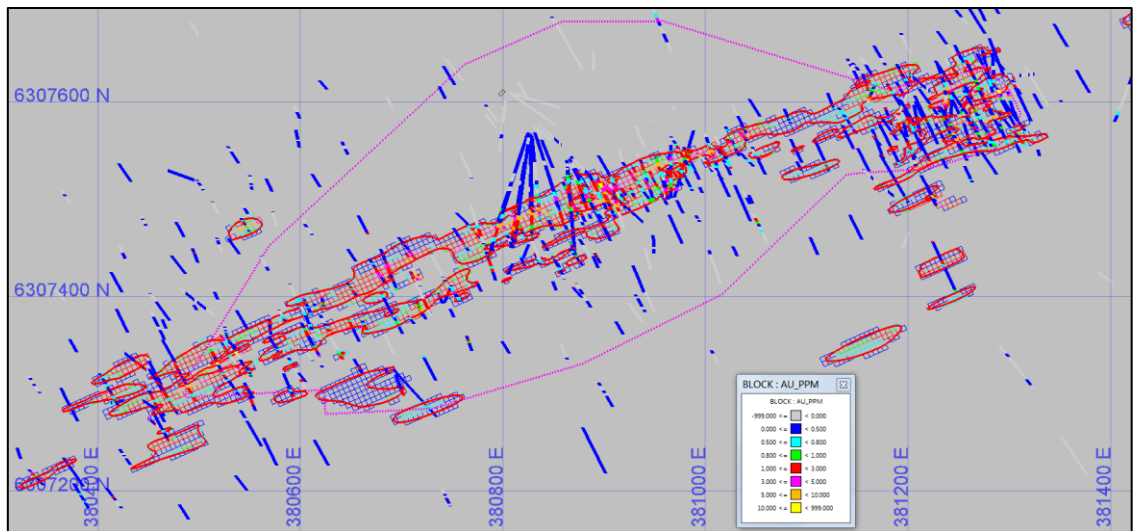 6307600 N
6307400 N
6307200 N
380400 E
380600 E
380800 E
381000 E
381200 E
381400 E
BLOCK : AU_PPM
BLOCK : AU_PPM
-999.000 <= < 0.000
0.000 <= < 0.500
0.500 <= < 0.800
0.800 <= < 1.000
1.000 <= < 3.000
3.000 <= < 5.000
5.000 <= < 10.000
10.000 <= < 999.000